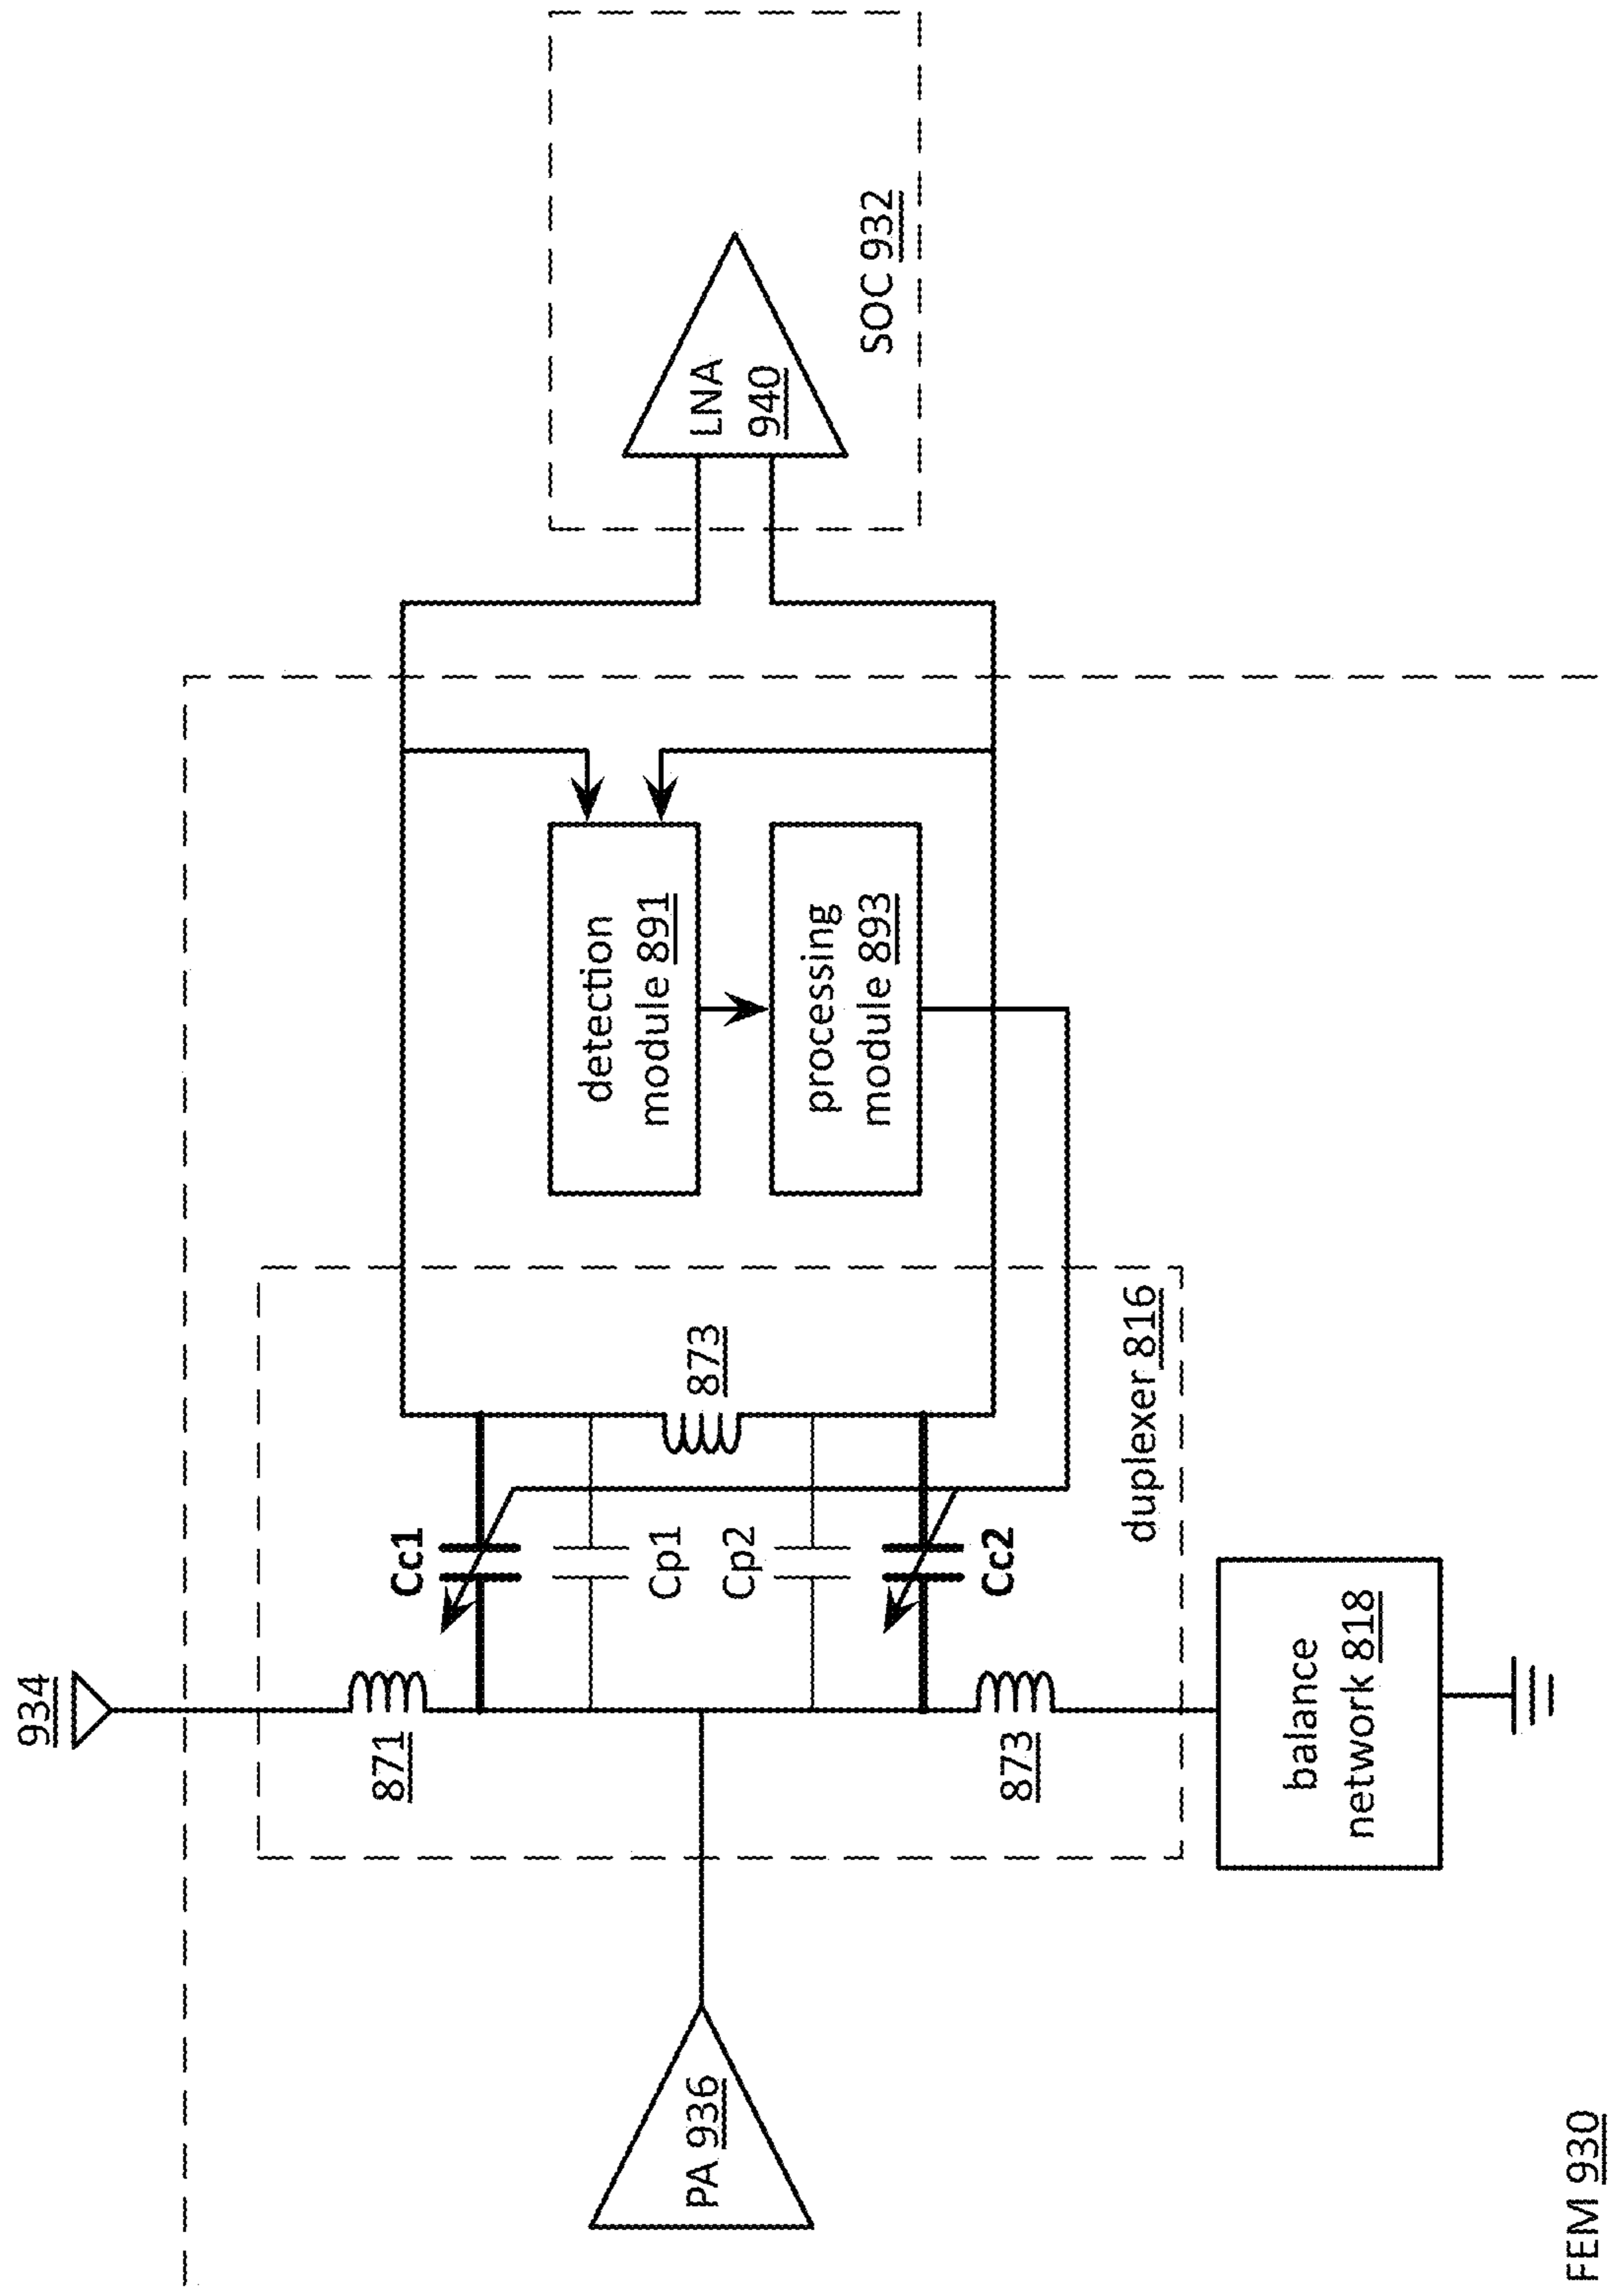 934
871
Cc1
Cp1
Cp2
Cc2
873
873
duplexer 816
detection
module 891
processing
module 893
LNA
940
SOC 932
PA 936
balance
network 818
FEM 930